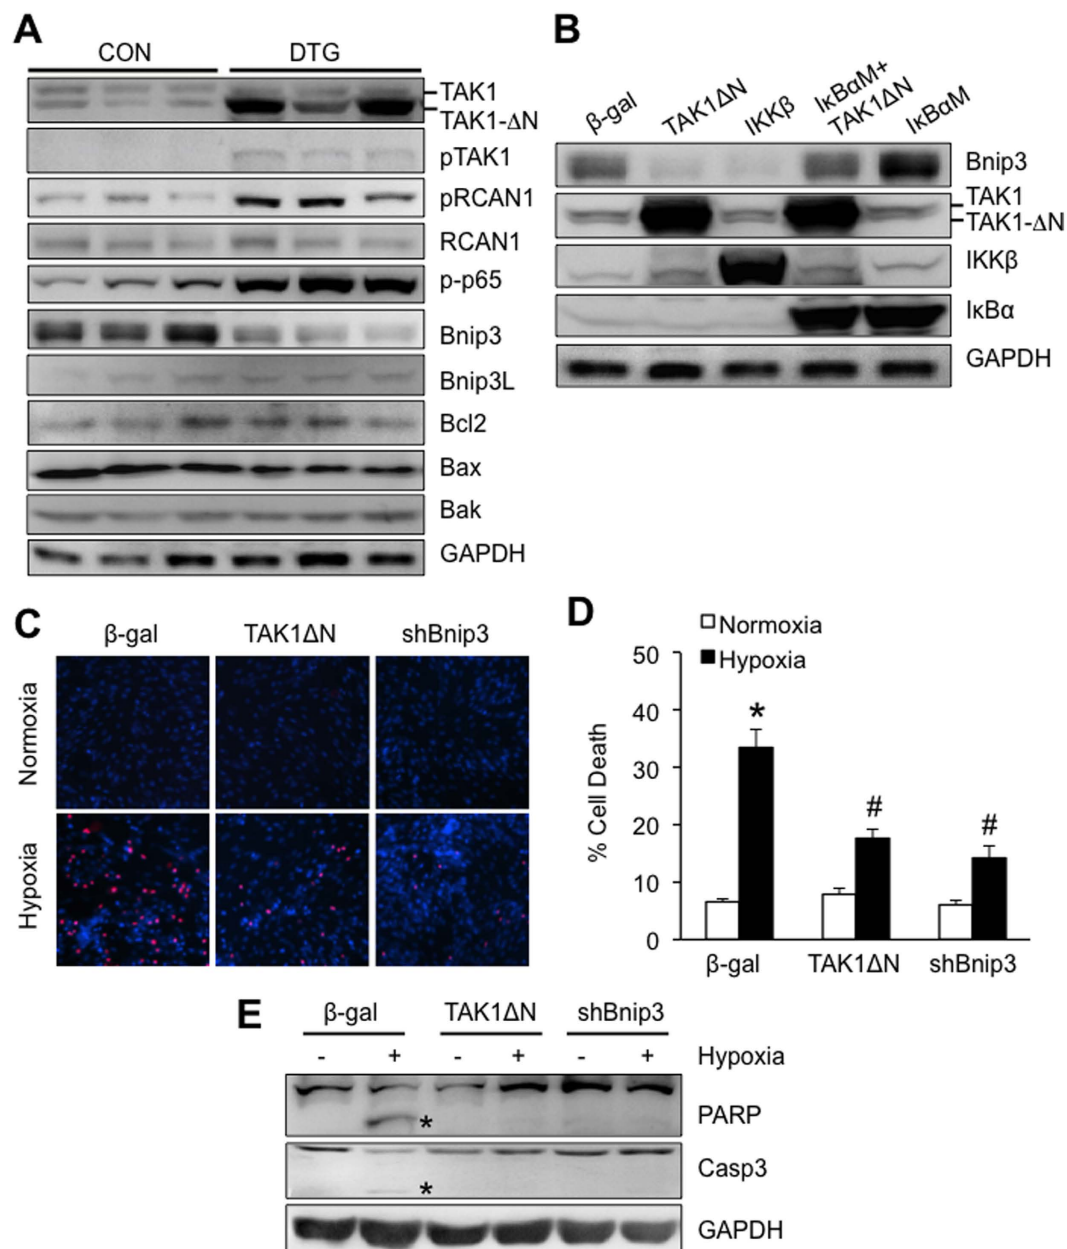 A
CON DTG
TAK1
TAK1-ΔN
pTAK1
pRCAN1
RCAN1
p-p65
Bnip3
Bnip3L
Bcl2
Bax
Bak
GAPDH
B
β-gal TAK1ΔN IKKβ IκBαM+ TAK1ΔN IκBαM
Bnip3
TAK1
TAK1-ΔN
IKKβ
IκBα
GAPDH
C
β-gal TAK1ΔN shBnip3
Normoxia
Hypoxia
D
Normoxia
Hypoxia
% Cell Death
50
40
30
20
10
0
*
#
#
β-gal TAK1ΔN shBnip3
E
β-gal TAK1ΔN shBnip3
- + - + - + Hypoxia
* PARP
Casp3
*
GAPDH